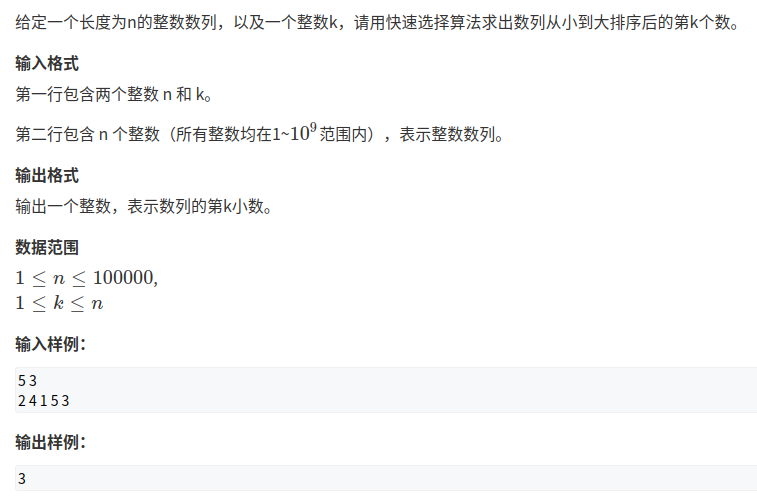 给定一个长度为n的整数数列，以及一个整数k，请用快速选择算法求出数列从小到大排序后的第k个数。
输入格式
第一行包含两个整数 n 和 k。
第二行包含 n 个整数（所有整数均在1~10⁹范围内），表示整数数列。
输出格式
输出一个整数，表示数列的第k小数。
数据范围
1 ≤ n ≤ 100000,
1 ≤ k ≤ n
输入样例：
5 3
2 4 1 5 3
输出样例：
3